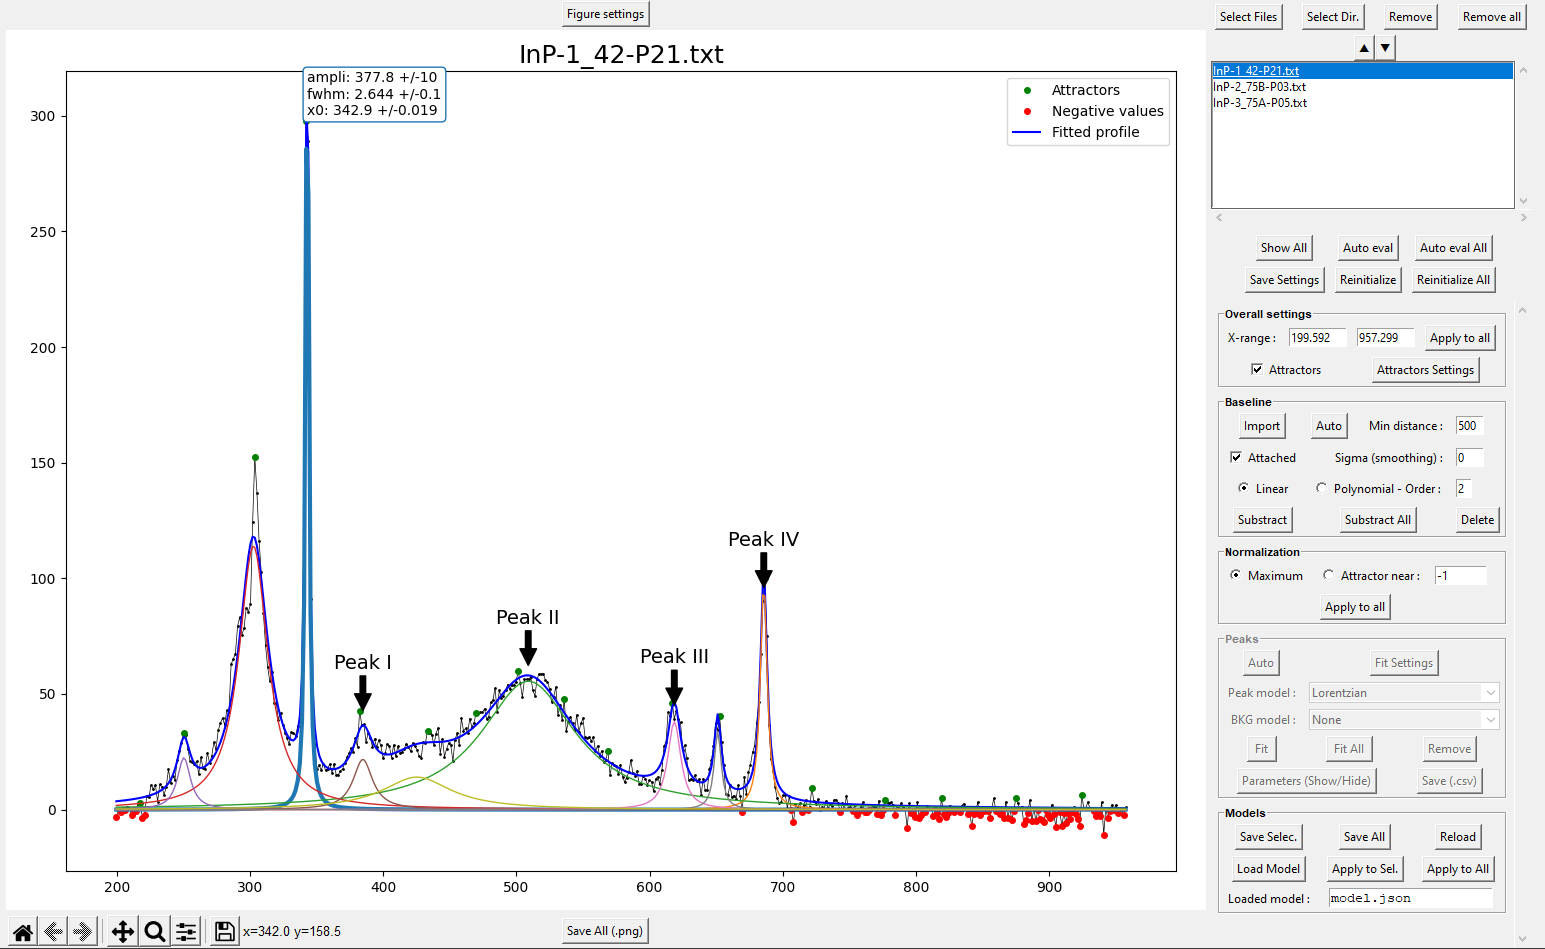 Figure settings
InP-1_42-P21.txt
ampli: 377.8 +/-10
fwhm: 2.644 +/-0.1
x0: 342.9 +/-0.019
Attractors
Negative values
Fitted profile
300
250
200
150
100
50
0
Peak I
Peak II
Peak III
Peak IV
200 300 400 500 600 700 800 900
x=342.0 y=158.5
Save All (.png)
Select Files Select Dir. Remove Remove all
▲ ▼
InP-1_42-P21.txt
InP-2_75B-P03.txt
InP-3_75A-P05.txt
Show All Auto eval Auto eval All
Save Settings Reinitialize Reinitialize All
Overall settings
X-range : 199.592 957.299 Apply to all
Attractors Attractors Settings
Baseline
Import Auto Min distance : 500
Attached Sigma (smoothing) : 0
Linear Polynomial - Order : 2
Substract Substract All Delete
Normalization
Maximum Attractor near : -1
Apply to all
Peaks
Auto Fit Settings
Peak model : Lorentzian
BKG model : None
Fit Fit All Remove
Parameters (Show/Hide) Save (.csv)
Models
Save Selec. Save All Reload
Load Model Apply to Sel. Apply to All
Loaded model : model.json